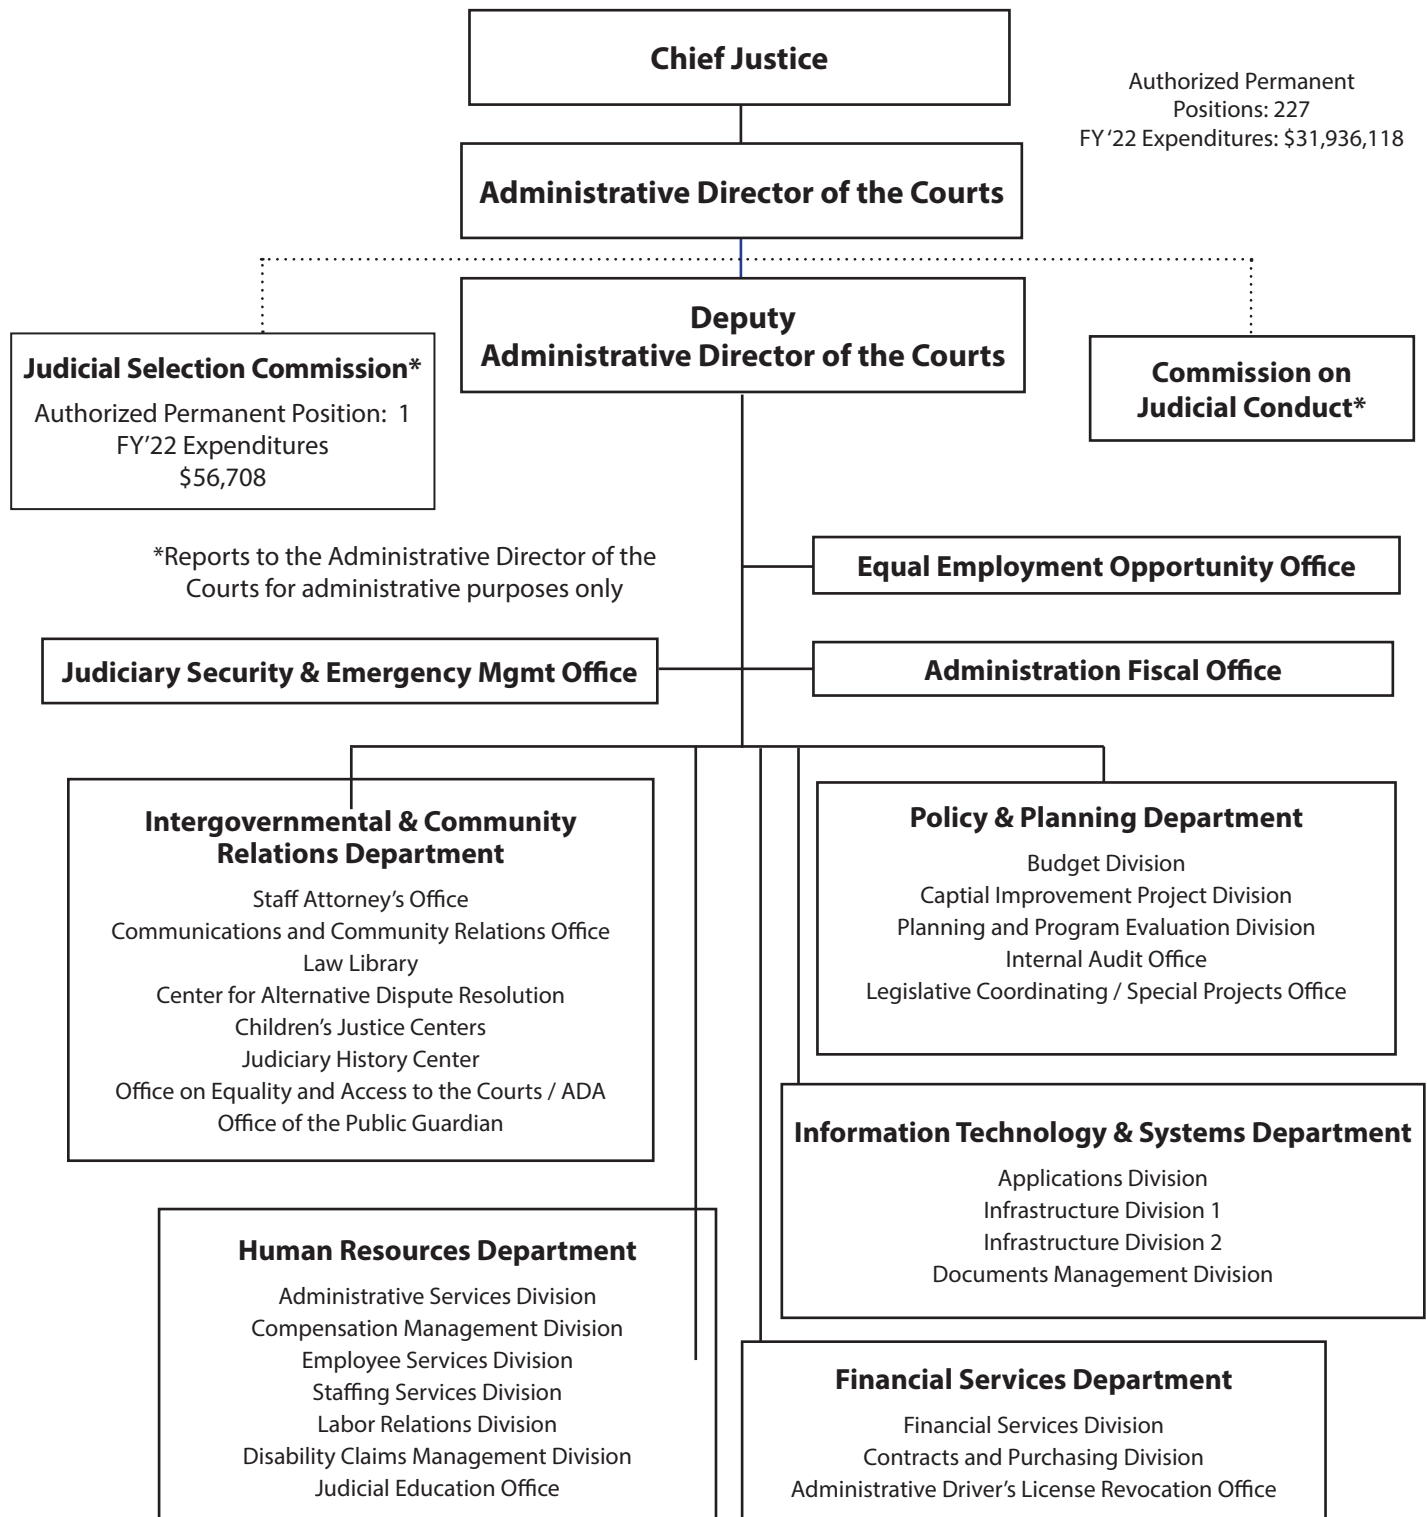 Chief Justice
Authorized Permanent
Positions: 227
FY ‘22 Expenditures: $31,936,118
Administrative Director of the Courts
Deputy
Administrative Director of the Courts
Judicial Selection Commission*
Authorized Permanent Position: 1
FY’22 Expenditures
$56,708
Commission on
Judicial Conduct*
*Reports to the Administrative Director of the
Courts for administrative purposes only
Equal Employment Opportunity Office
Judiciary Security & Emergency Mgmt Office
Administration Fiscal Office
Intergovernmental & Community
Relations Department
Staff Attorney’s Office
Communications and Community Relations Office
Law Library
Center for Alternative Dispute Resolution
Children’s Justice Centers
Judiciary History Center
Office on Equality and Access to the Courts / ADA
Office of the Public Guardian
Policy & Planning Department
Budget Division
Captial Improvement Project Division
Planning and Program Evaluation Division
Internal Audit Office
Legislative Coordinating / Special Projects Office
Information Technology & Systems Department
Applications Division
Infrastructure Division 1
Infrastructure Division 2
Documents Management Division
Human Resources Department
Administrative Services Division
Compensation Management Division
Employee Services Division
Staffing Services Division
Labor Relations Division
Disability Claims Management Division
Judicial Education Office
Financial Services Department
Financial Services Division
Contracts and Purchasing Division
Administrative Driver’s License Revocation Office